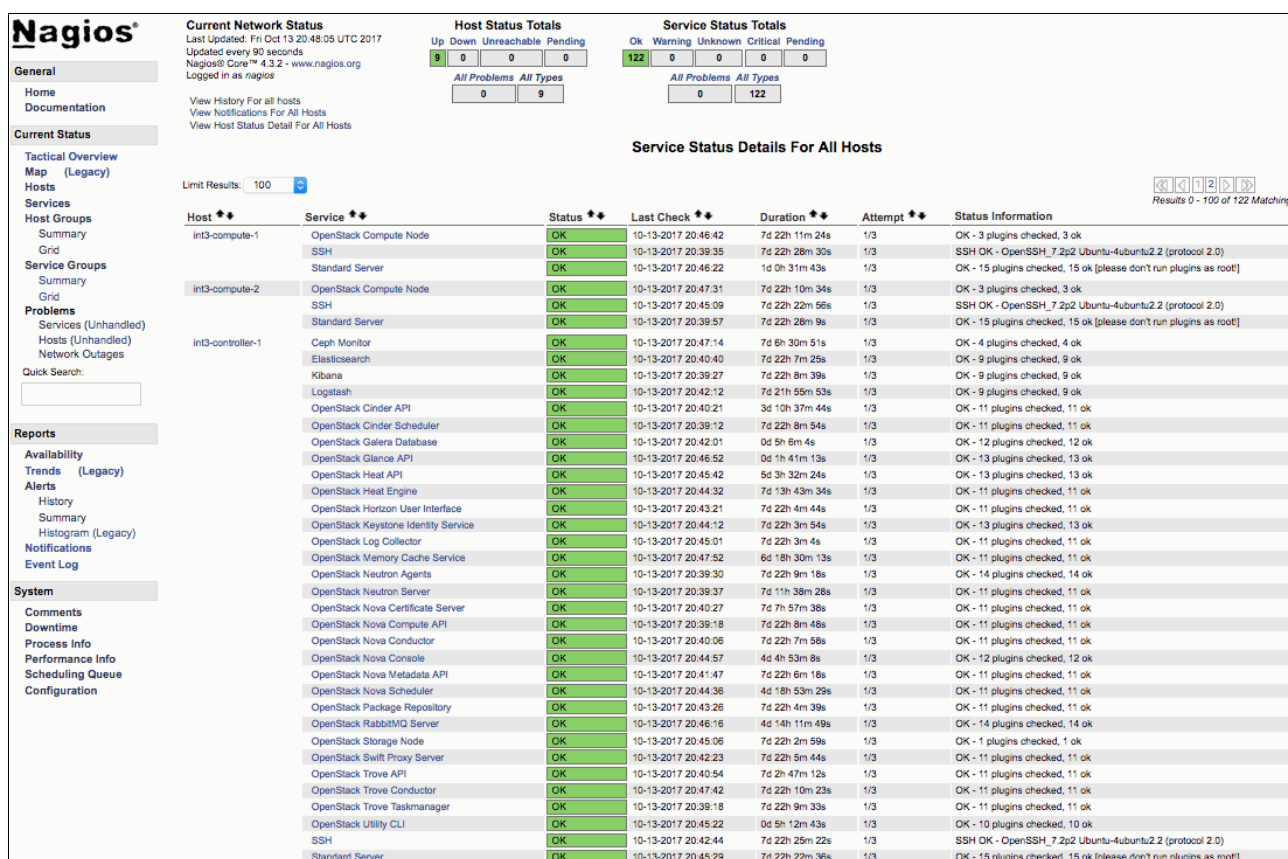 Nagios®
General
Home
Documentation
Current Status
Tactical Overview
Map (Legacy)
Hosts
Services
Host Groups
Summary
Grid
Service Groups
Summary
Grid
Problems
Services (Unhandled)
Hosts (Unhandled)
Network Outages
Quick Search:
Reports
Availability
Trends (Legacy)
Alerts
History
Summary
Histogram (Legacy)
Notifications
Event Log
System
Comments
Downtime
Process Info
Performance Info
Scheduling Queue
Configuration
Current Network Status
Last Updated: Fri Oct 13 20:48:05 UTC 2017
Updated every 90 seconds
Nagios® Core™ 4.3.2 - www.nagios.org
Logged in as nagios
View History For all hosts
View Notifications For All Hosts
View Host Status Detail For All Hosts
Host Status Totals
Up Down Unreachable Pending
9 0 0 0
All Problems All Types
0 9
Service Status Totals
Ok Warning Unknown Critical Pending
122 0 0 0 0
All Problems All Types
0 122
Service Status Details For All Hosts
Limit Results: 100
1 2
Results 0 - 100 of 122 Matching
Host Service Status Last Check Duration Attempt Status Information
int3-compute-1 OpenStack Compute Node OK 10-13-2017 20:46:42 7d 22h 11m 24s 1/3 OK - 3 plugins checked, 3 ok
SSH OK 10-13-2017 20:39:35 7d 22h 28m 30s 1/3 SSH OK - OpenSSH_7.2p2 Ubuntu-4ubuntu2.2 (protocol 2.0)
Standard Server OK 10-13-2017 20:46:22 1d 0h 31m 43s 1/3 OK - 15 plugins checked, 15 ok [please don't run plugins as root!]
int3-compute-2 OpenStack Compute Node OK 10-13-2017 20:47:31 7d 22h 10m 34s 1/3 OK - 3 plugins checked, 3 ok
SSH OK 10-13-2017 20:45:09 7d 22h 22m 56s 1/3 SSH OK - OpenSSH_7.2p2 Ubuntu-4ubuntu2.2 (protocol 2.0)
Standard Server OK 10-13-2017 20:39:57 7d 22h 28m 9s 1/3 OK - 15 plugins checked, 15 ok [please don't run plugins as root!]
int3-controller-1 Ceph Monitor OK 10-13-2017 20:47:14 7d 6h 30m 51s 1/3 OK - 4 plugins checked, 4 ok
Elasticsearch OK 10-13-2017 20:40:40 7d 22h 7m 25s 1/3 OK - 9 plugins checked, 9 ok
Kibana OK 10-13-2017 20:39:27 7d 22h 8m 39s 1/3 OK - 9 plugins checked, 9 ok
Logstash OK 10-13-2017 20:42:12 7d 21h 55m 53s 1/3 OK - 9 plugins checked, 9 ok
OpenStack Cinder API OK 10-13-2017 20:40:21 3d 10h 37m 44s 1/3 OK - 11 plugins checked, 11 ok
OpenStack Cinder Scheduler OK 10-13-2017 20:39:12 7d 22h 8m 54s 1/3 OK - 11 plugins checked, 11 ok
OpenStack Galera Database OK 10-13-2017 20:42:01 0d 5h 6m 4s 1/3 OK - 12 plugins checked, 12 ok
OpenStack Glance API OK 10-13-2017 20:46:52 0d 1h 41m 13s 1/3 OK - 13 plugins checked, 13 ok
OpenStack Heat API OK 10-13-2017 20:45:42 5d 3h 32m 24s 1/3 OK - 13 plugins checked, 13 ok
OpenStack Heat Engine OK 10-13-2017 20:44:32 7d 13h 43m 34s 1/3 OK - 11 plugins checked, 11 ok
OpenStack Horizon User Interface OK 10-13-2017 20:43:21 7d 22h 4m 44s 1/3 OK - 11 plugins checked, 11 ok
OpenStack Keystone Identity Service OK 10-13-2017 20:44:12 7d 22h 3m 54s 1/3 OK - 13 plugins checked, 13 ok
OpenStack Log Collector OK 10-13-2017 20:45:01 7d 22h 3m 4s 1/3 OK - 11 plugins checked, 11 ok
OpenStack Memory Cache Service OK 10-13-2017 20:47:52 6d 18h 30m 13s 1/3 OK - 11 plugins checked, 11 ok
OpenStack Neutron Agents OK 10-13-2017 20:39:30 7d 22h 9m 18s 1/3 OK - 14 plugins checked, 14 ok
OpenStack Neutron Server OK 10-13-2017 20:39:37 7d 11h 38m 28s 1/3 OK - 11 plugins checked, 11 ok
OpenStack Nova Certificate Server OK 10-13-2017 20:40:27 7d 7h 57m 38s 1/3 OK - 11 plugins checked, 11 ok
OpenStack Nova Compute API OK 10-13-2017 20:39:18 7d 22h 8m 48s 1/3 OK - 11 plugins checked, 11 ok
OpenStack Nova Conductor OK 10-13-2017 20:40:06 7d 22h 7m 58s 1/3 OK - 11 plugins checked, 11 ok
OpenStack Nova Console OK 10-13-2017 20:44:57 4d 4h 53m 8s 1/3 OK - 12 plugins checked, 12 ok
OpenStack Nova Metadata API OK 10-13-2017 20:41:47 7d 22h 6m 18s 1/3 OK - 11 plugins checked, 11 ok
OpenStack Nova Scheduler OK 10-13-2017 20:44:36 4d 18h 53m 29s 1/3 OK - 11 plugins checked, 11 ok
OpenStack Package Repository OK 10-13-2017 20:43:26 7d 22h 4m 39s 1/3 OK - 11 plugins checked, 11 ok
OpenStack RabbitMQ Server OK 10-13-2017 20:46:16 4d 14h 11m 49s 1/3 OK - 14 plugins checked, 14 ok
OpenStack Storage Node OK 10-13-2017 20:45:06 7d 22h 2m 59s 1/3 OK - 1 plugins checked, 1 ok
OpenStack Swift Proxy Server OK 10-13-2017 20:42:23 7d 22h 5m 44s 1/3 OK - 11 plugins checked, 11 ok
OpenStack Trove API OK 10-13-2017 20:40:54 7d 2h 47m 12s 1/3 OK - 11 plugins checked, 11 ok
OpenStack Trove Conductor OK 10-13-2017 20:47:42 7d 22h 10m 23s 1/3 OK - 11 plugins checked, 11 ok
OpenStack Trove Taskmanager OK 10-13-2017 20:39:18 7d 22h 9m 33s 1/3 OK - 11 plugins checked, 11 ok
OpenStack Utility CLI OK 10-13-2017 20:45:22 0d 5h 12m 43s 1/3 OK - 10 plugins checked, 10 ok
SSH OK 10-13-2017 20:42:44 7d 22h 25m 22s 1/3 SSH OK - OpenSSH_7.2p2 Ubuntu-4ubuntu2.2 (protocol 2.0)
Standard Server OK 10-13-2017 20:45:29 7d 22h 22m 36s 1/3 OK - 15 plugins checked, 15 ok [please don't run plugins as root!]